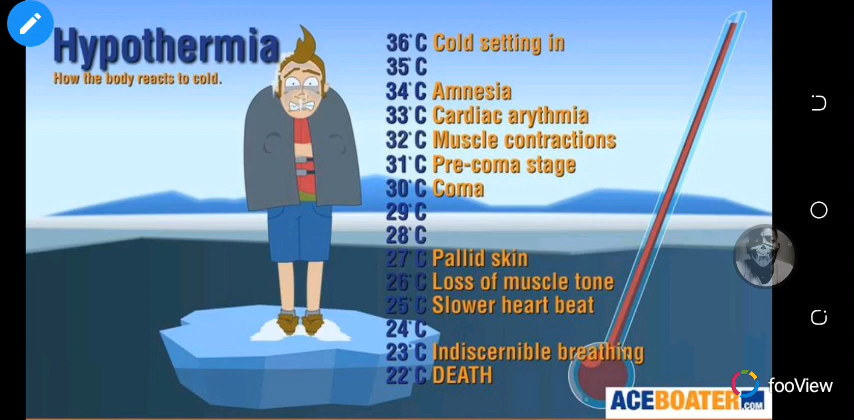 Hypothermia
How the body reacts to cold.
36°C Cold setting in
35°C
34°C Amnesia
33°C Cardiac arythmia
32°C Muscle contractions
31°C Pre-coma stage
30°C Coma
29°C
28°C
27°C Pallid skin
26°C Loss of muscle tone
25°C Slower heart beat
24°C
23°C Indiscernible breathing
22°C DEATH
fooView
ACEBOATER.COM